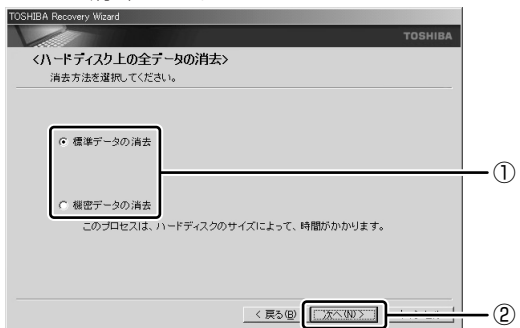 TOSHIBA Recovery Wizard
TOSHIBA
<ハードディスク上の全データの消去>
消去方法を選択してください。
標準データの消去
①
機密データの消去
このプロセスは、ハードディスクのサイズによって、時間がかかります。
< 戻る(B) 次へ(N) >
②